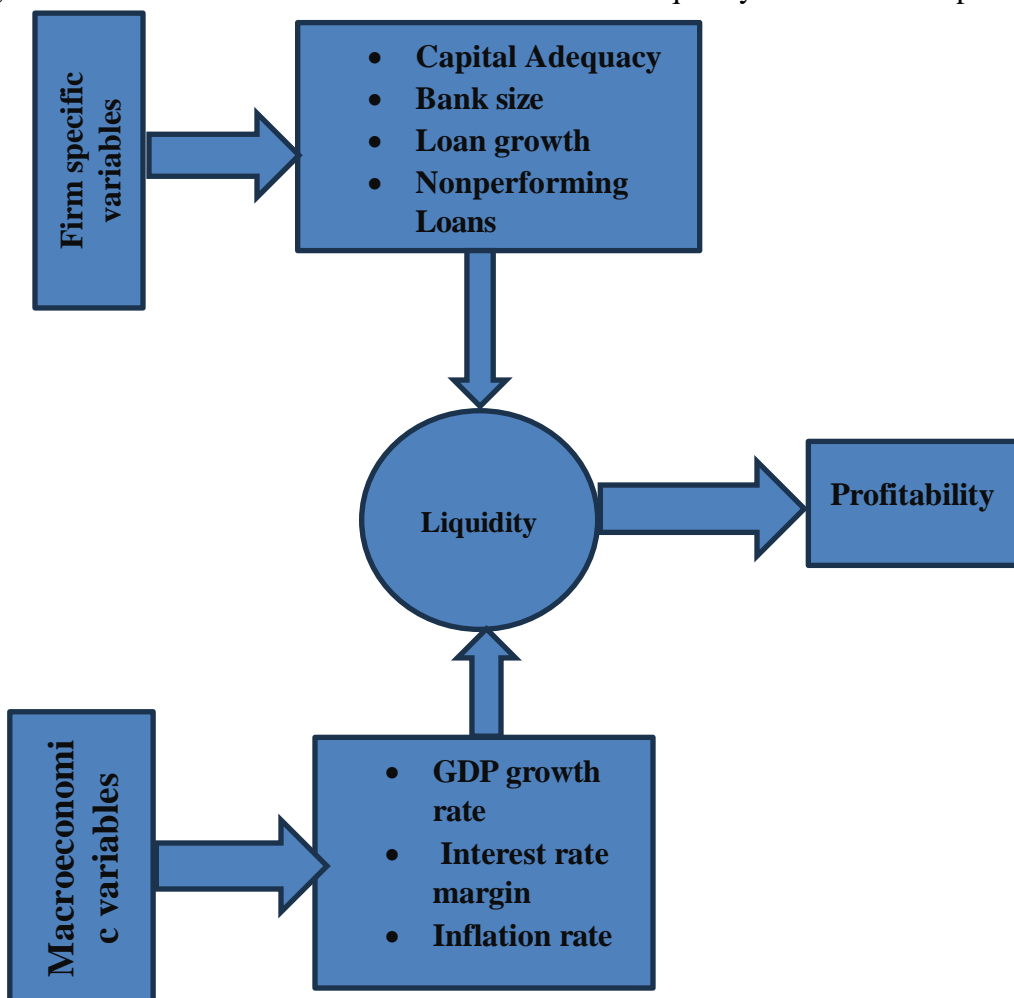 quality
Firm specific
variables
• Capital Adequacy
• Bank size
• Loan growth
• Nonperforming
Loans
Liquidity
Profitability
Macroeconomi
c variables
• GDP growth
rate
• Interest rate
margin
• Inflation rate